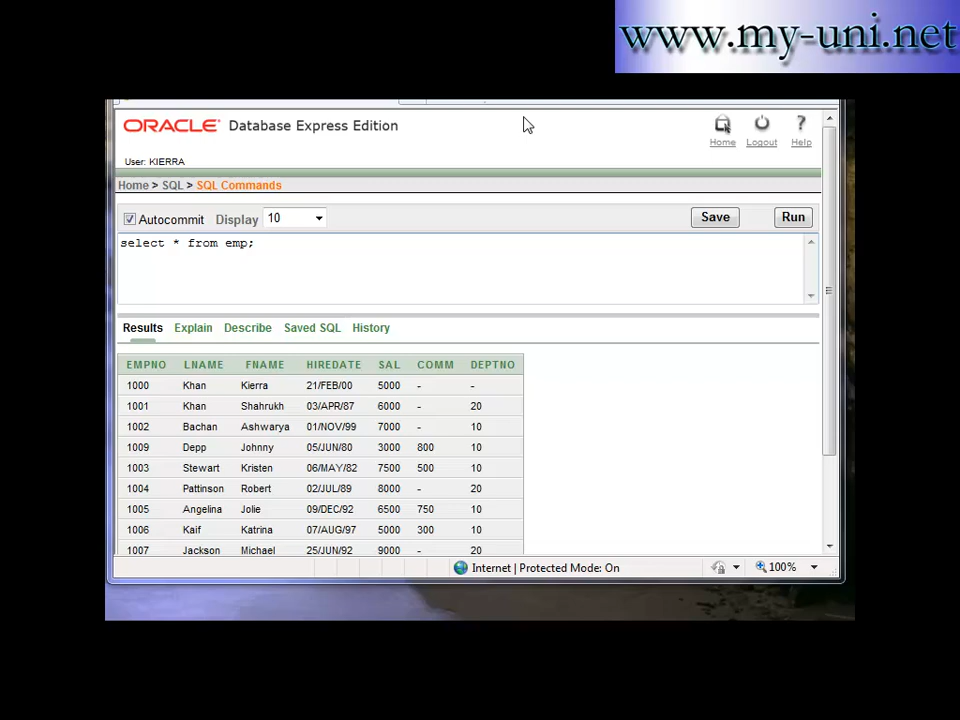 www.my-uni.net
ORACLE Database Express Edition
Home Logout Help
User: KIERRA
Home > SQL > SQL Commands
Autocommit Display 10 Save Run
select * from emp;
Results Explain Describe Saved SQL History
EMPNO LNAME FNAME HIREDATE SAL COMM DEPTNO
1000 Khan Kierra 21/FEB/00 5000 - -
1001 Khan Shahrukh 03/APR/87 6000 - 20
1002 Bachan Ashwarya 01/NOV/99 7000 - 10
1009 Depp Johnny 05/JUN/80 3000 800 10
1003 Stewart Kristen 06/MAY/82 7500 500 10
1004 Pattinson Robert 02/JUL/89 8000 - 20
1005 Angelina Jolie 09/DEC/92 6500 750 10
1006 Kaif Katrina 07/AUG/97 5000 300 10
1007 Jackson Michael 25/JUN/92 9000 - 20
Internet | Protected Mode: On 100%